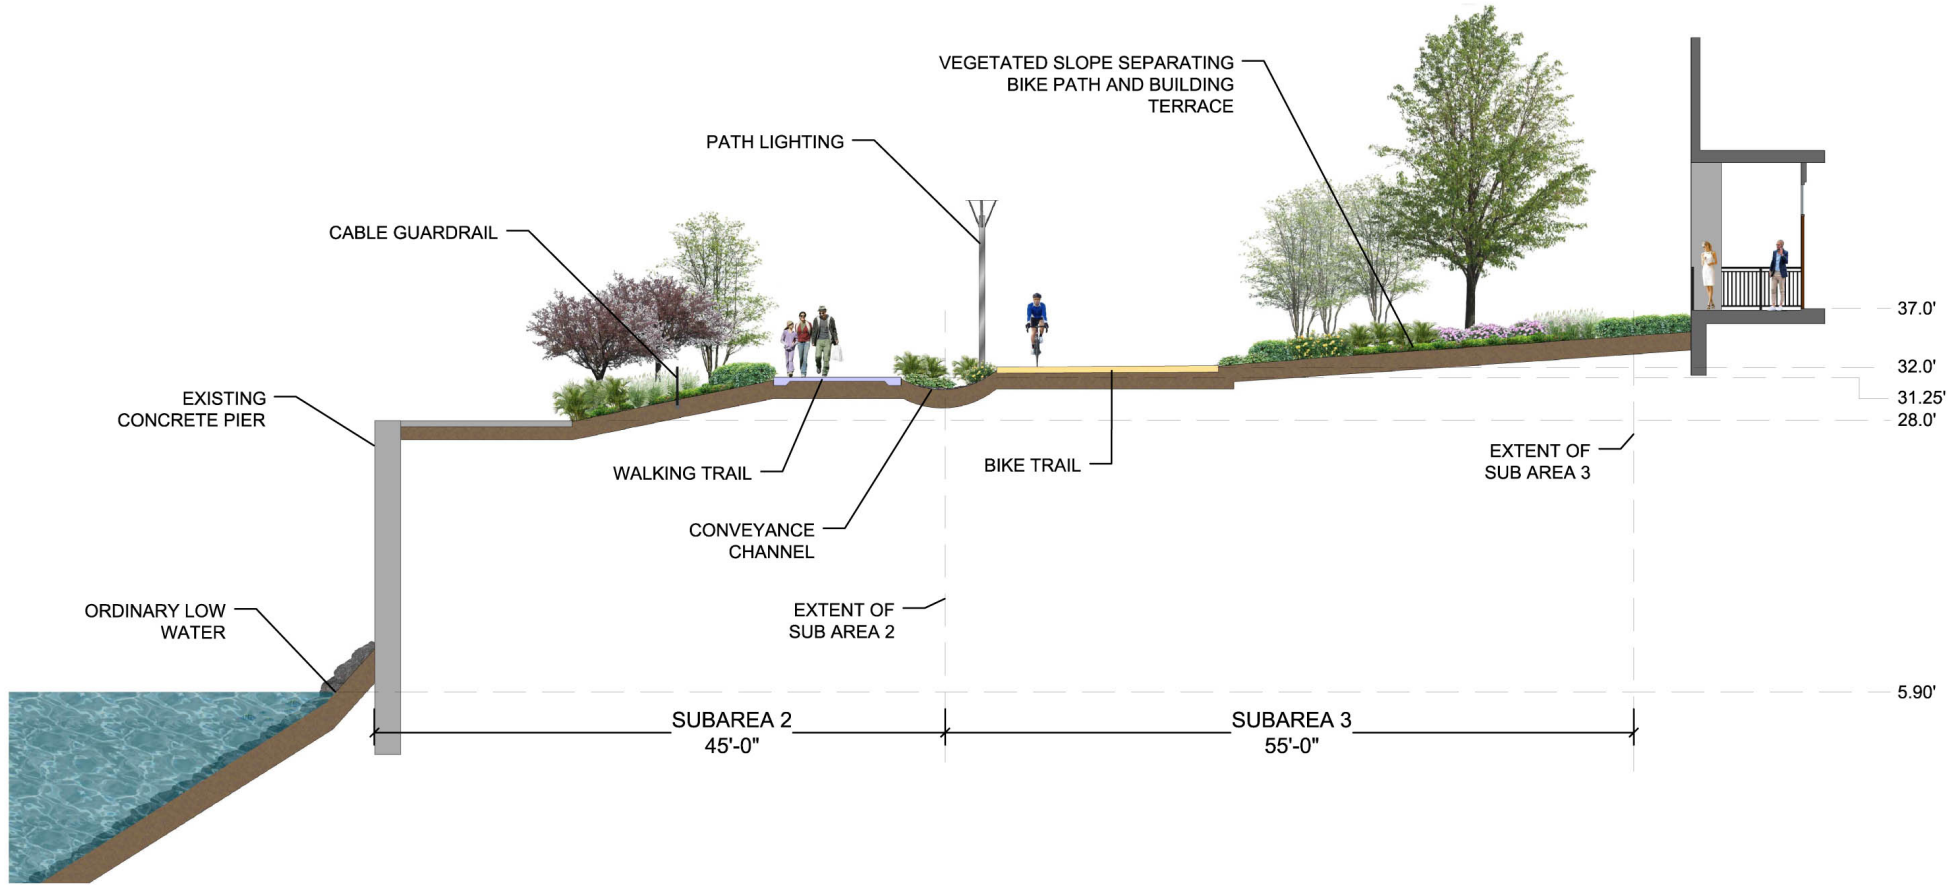 VEGETATED SLOPE SEPARATING
BIKE PATH AND BUILDING
TERRACE
PATH LIGHTING
CABLE GUARDRAIL
EXISTING
CONCRETE PIER
WALKING TRAIL
CONVEYANCE
CHANNEL
BIKE TRAIL
EXTENT OF
SUB AREA 3
37.0'
32.0'
31.25'
28.0'
ORDINARY LOW
WATER
EXTENT OF
SUB AREA 2
5.90'
SUBAREA 2
45'-0"
SUBAREA 3
55'-0"